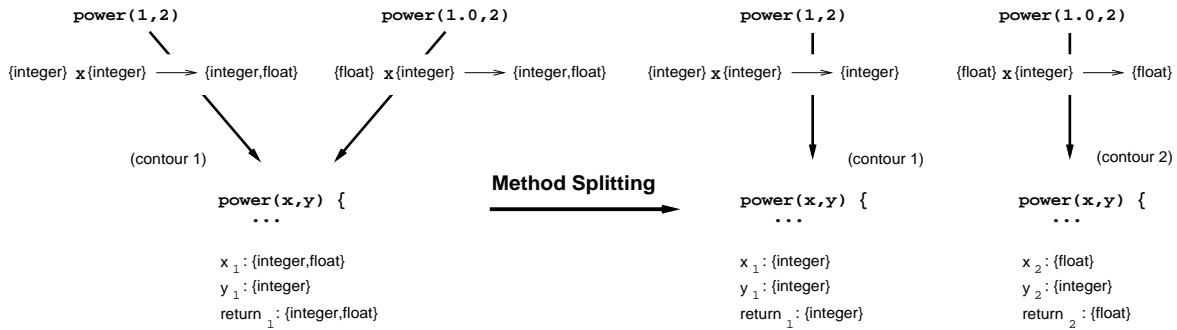 power(1,2) power(1.0,2) power(1,2) power(1.0,2)
{integer} x {integer} {integer,float} {float} x {integer} {integer,float} {integer} x {integer} {integer} {float} x {integer} {float}
(contour 1) (contour 1) (contour 2)
Method Splitting
power(x,y) { power(x,y) { power(x,y) {
... ... ...
x 1 : {integer,float} x 1 : {integer} x 2 : {float}
y 1 : {integer} y 1 : {integer} y 2 : {integer}
return 1 : {integer,float} return 1 : {integer} return 2 : {float}